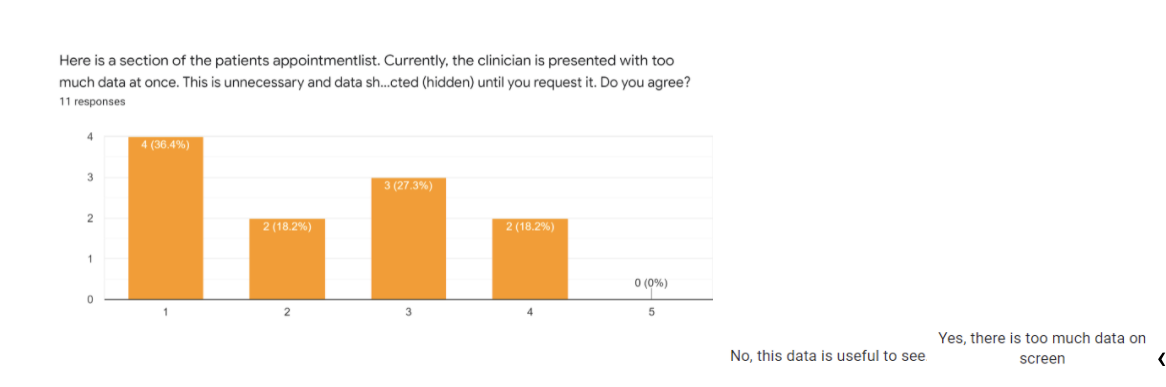 Here is a section of the patients appointmentlist. Currently, the clinician is presented with too
much data at once. This is unnecessary and data sh...cted (hidden) until you request it. Do you agree?
11 responses
4
3
2
1
0
4 (36.4%)
2 (18.2%)
3 (27.3%)
2 (18.2%)
0 (0%)
1
2
3
4
5
No, this data is useful to see
Yes, there is too much data on
screen